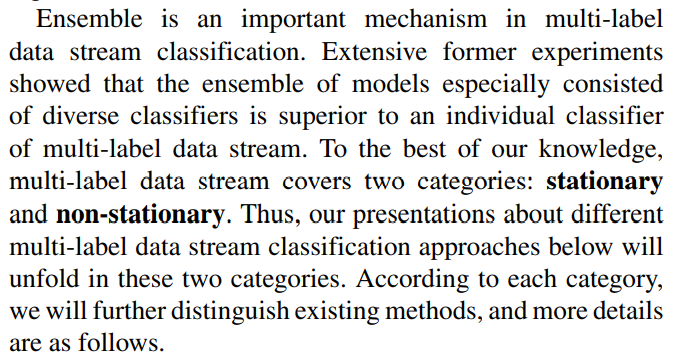 Ensemble is an important mechanism in multi-label
data stream classification. Extensive former experiments
showed that the ensemble of models especially consisted
of diverse classifiers is superior to an individual classifier
of multi-label data stream. To the best of our knowledge,
multi-label data stream covers two categories: stationary
and non-stationary. Thus, our presentations about different
multi-label data stream classification approaches below will
unfold in these two categories. According to each category,
we will further distinguish existing methods, and more details
are as follows.